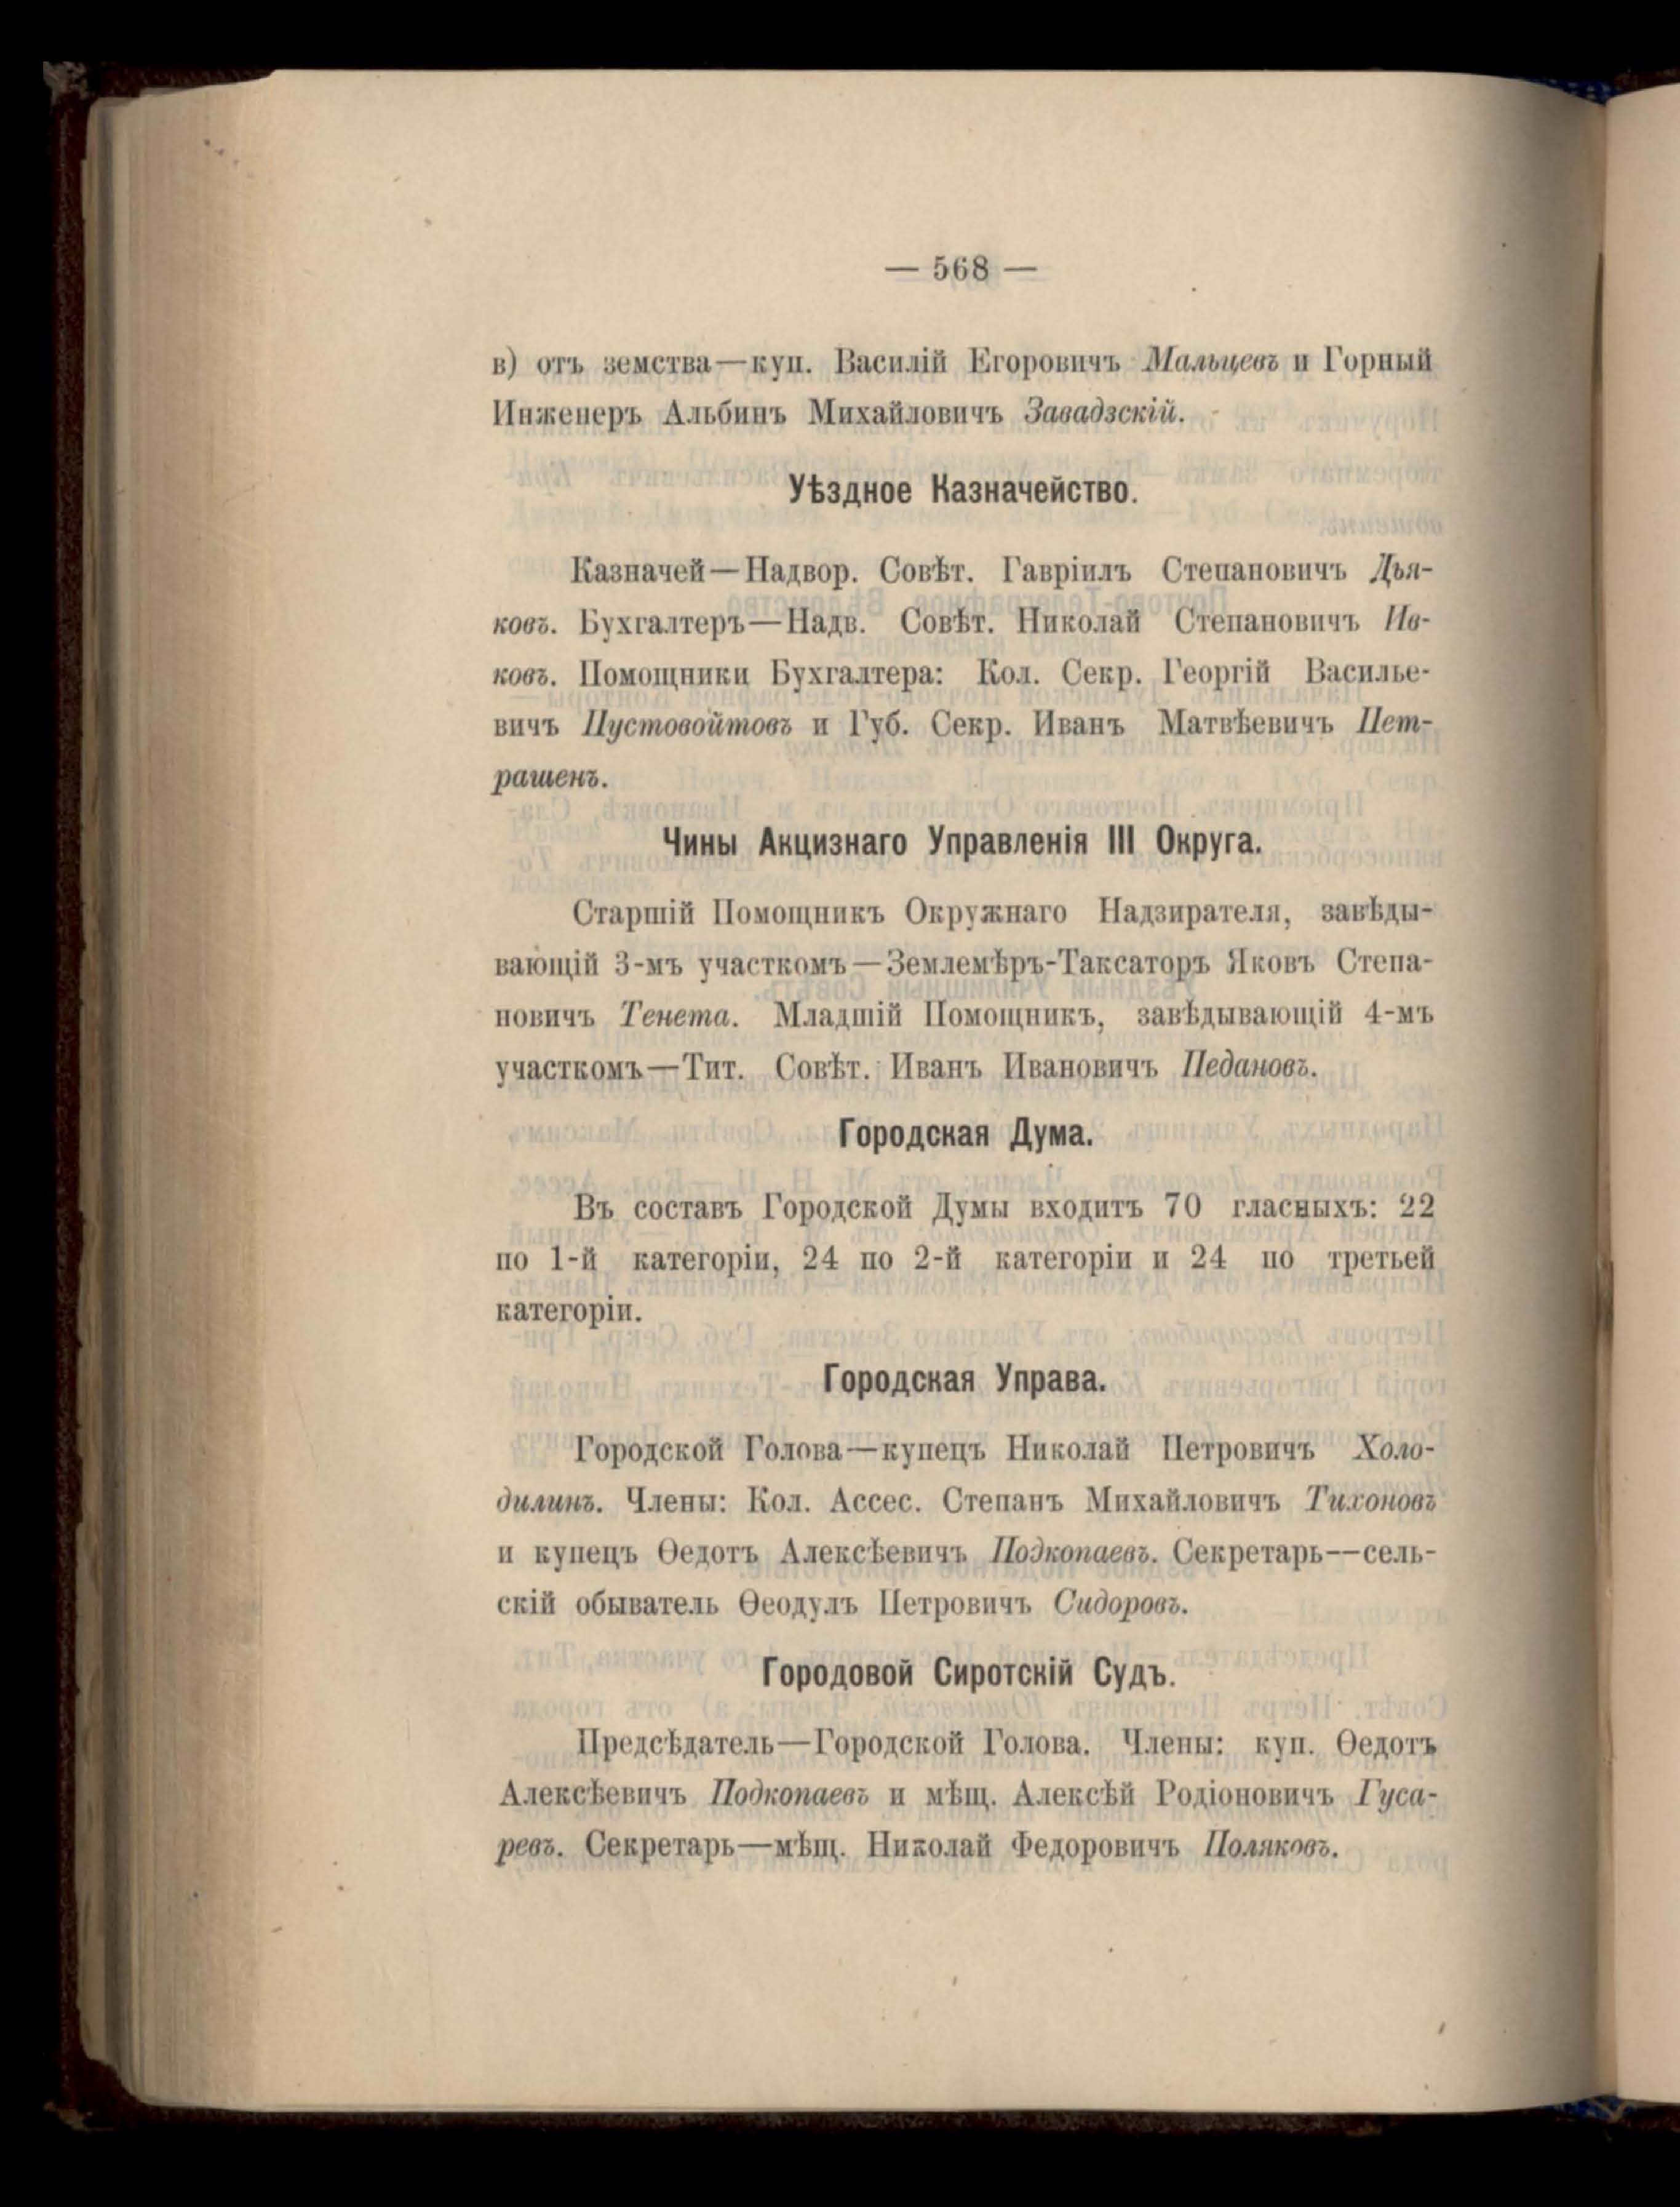 — 568 —
в) отъ земства—куп. Василій Егоровичъ Мальцевъ и Горный
Инженеръ Альбинъ Михайловичъ Завадзскій.
Уѣздное Казначейство.
Казначей—Надвор. Совѣт. Гавріилъ Степановичъ Дья-
ковъ. Бухгалтеръ—Надв. Совѣт. Николай Степановичъ Ив-
ковъ. Помощники Бухгалтера: Кол. Секр. Георгій Василье-
вичъ Пустовойтовъ и Губ. Секр. Иванъ Матвѣевичъ Пет-
рашенъ.
Чины Акцизнаго Управленія III Округа.
Старшій Помощникъ Окружнаго Надзирателя, завѣды-
вающій 3-мъ участкомъ—Землемѣръ-Таксаторъ Яковъ Степа-
новичъ Тенета. Младшій Помощникъ, завѣдывающій 4-мъ
участкомъ—Тит. Совѣт. Иванъ Ивановичъ Педановъ.
Городская Дума.
Въ составъ Городской Думы входитъ 70 гласныхъ: 22
по 1-й категоріи, 24 по 2-й категоріи и 24 по третьей
категоріи.
Городская Управа.
Городской Голова—купецъ Николай Петровичъ Холо-
дилинъ. Члены: Кол. Ассес. Степанъ Михайловичъ Тихоновъ
и купецъ Ѳедотъ Алексѣевичъ Подкопаевъ. Секретарь—-сель-
скій обыватель Ѳеодулъ Петровичъ Сидоровъ.
Городовой Сиротскій Судъ.
Предсѣдатель—Городской Голова. Члены: куп. Ѳедотъ
Алексѣевичъ Подкопаевъ и мѣщ. Алексѣй Родіоновичъ Гуса-
ревъ. Секретарь—мѣщ. Николай Федоровичъ Поляковъ.